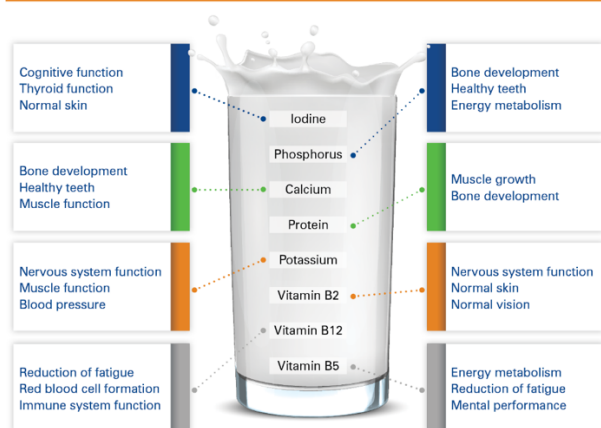 Cognitive function
Thyroid function
Normal skin
Bone development
Healthy teeth
Muscle function
Nervous system function
Muscle function
Blood pressure
Reduction of fatigue
Red blood cell formation
Immune system function
Iodine
Phosphorus
Calcium
Protein
Potassium
Vitamin B2
Vitamin B12
Vitamin B5
Bone development
Healthy teeth
Energy metabolism
Muscle growth
Bone development
Nervous system function
Normal skin
Normal vision
Energy metabolism
Reduction of fatigue
Mental performance